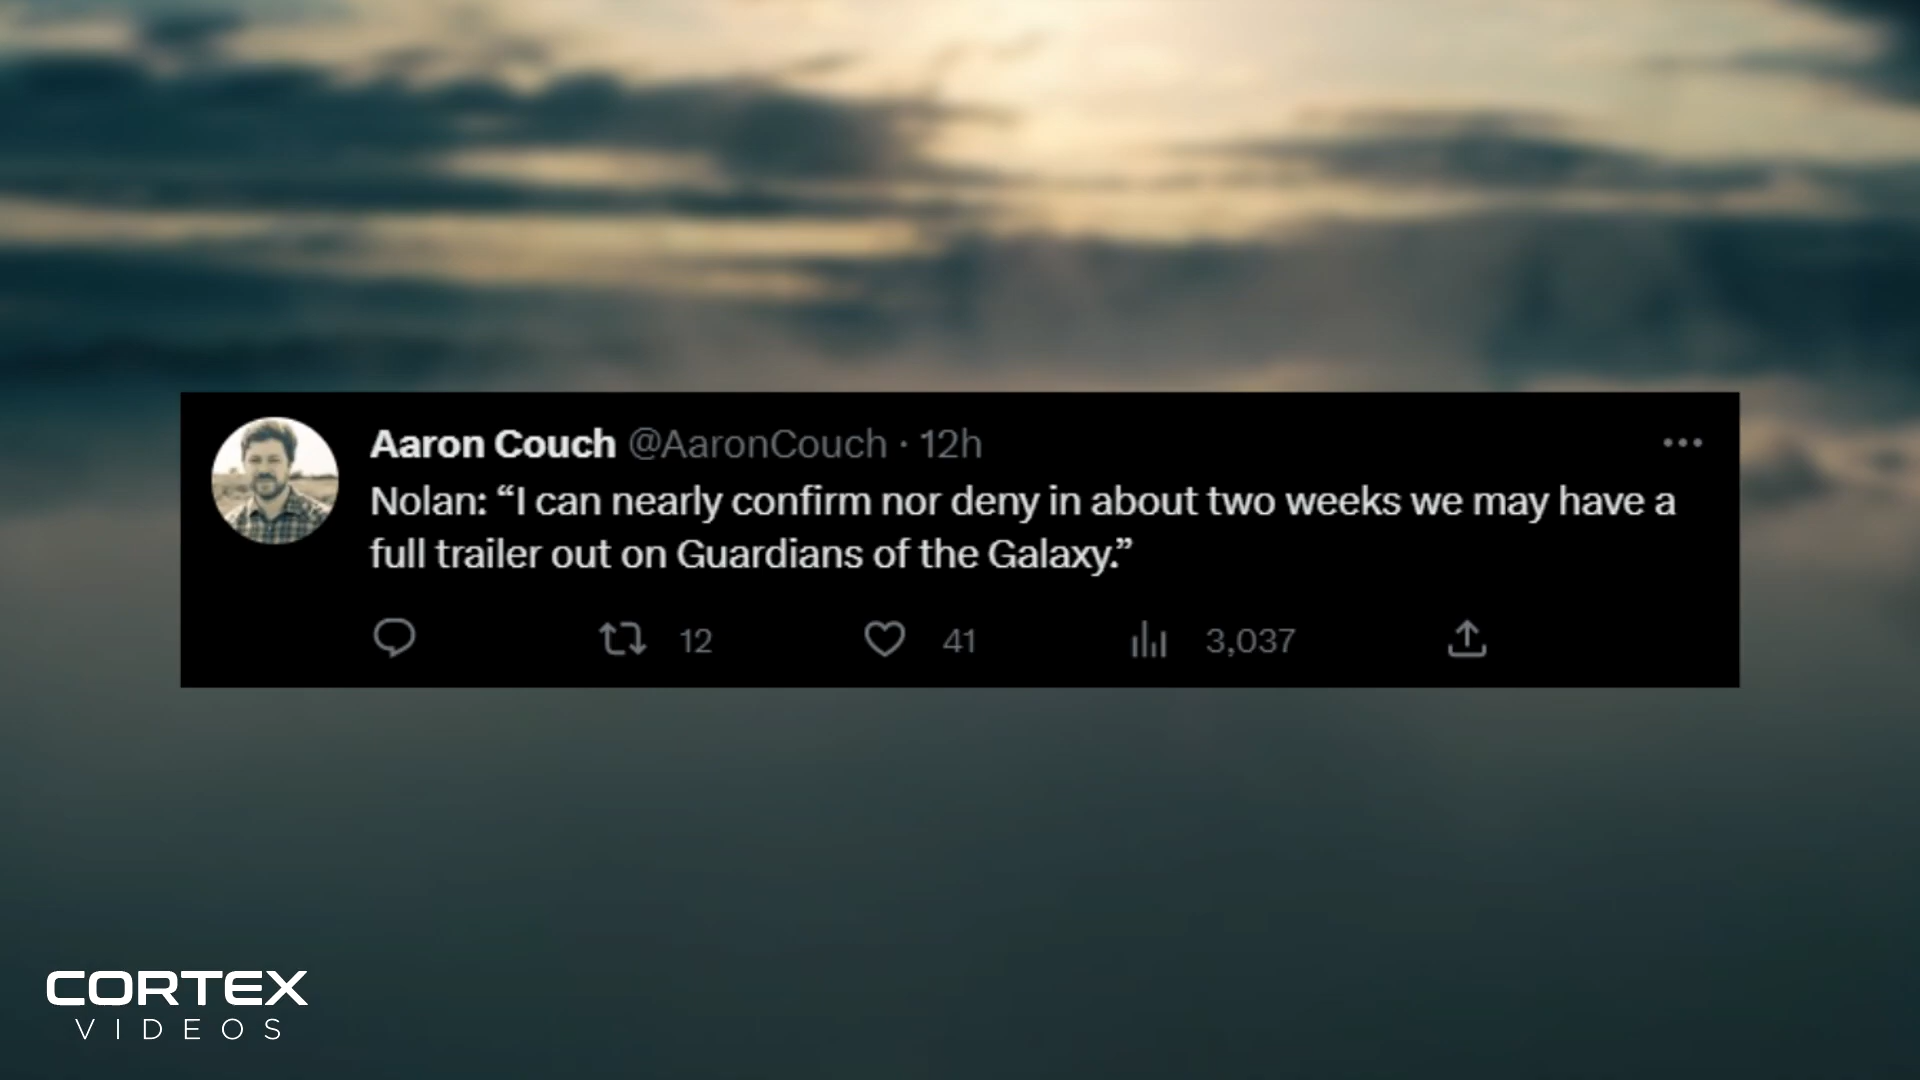 Aaron Couch @AaronCouch · 12h
Nolan: “I can nearly confirm nor deny in about two weeks we may have a
full trailer out on Guardians of the Galaxy.”
12 41 3,037
CORTEX
VIDEOS